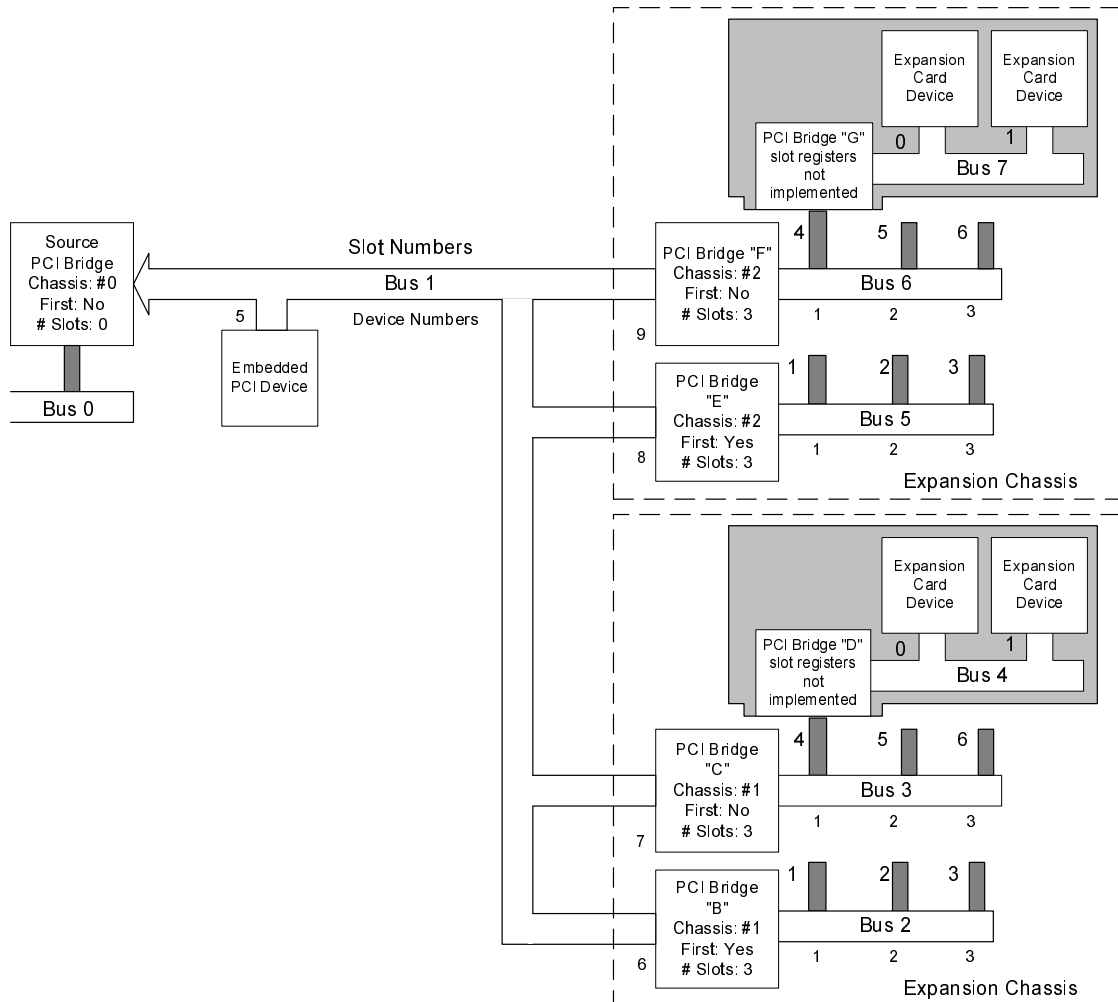 Expansion
Card
Device
Expansion
Card
Device
PCI Bridge "G"
slot registers
not
implemented
0
1
Bus 7
Source
PCI Bridge
Chassis: #0
First: No
# Slots: 0
Slot Numbers
Bus 1
Device Numbers
5
Embedded
PCI Device
Bus 0
PCI Bridge "F"
Chassis: #2
First: No
# Slots: 3
9
4
5
6
Bus 6
1
2
3
PCI Bridge
"E"
Chassis: #2
First: Yes
# Slots: 3
8
1
2
3
Bus 5
1
2
3
Expansion Chassis
Expansion
Card
Device
Expansion
Card
Device
PCI Bridge "D"
slot registers
not
implemented
0
1
Bus 4
PCI Bridge
"C"
Chassis: #1
First: No
# Slots: 3
7
4
5
6
Bus 3
1
2
3
PCI Bridge
"B"
Chassis: #1
First: Yes
# Slots: 3
6
1
2
3
Bus 2
1
2
3
Expansion Chassis